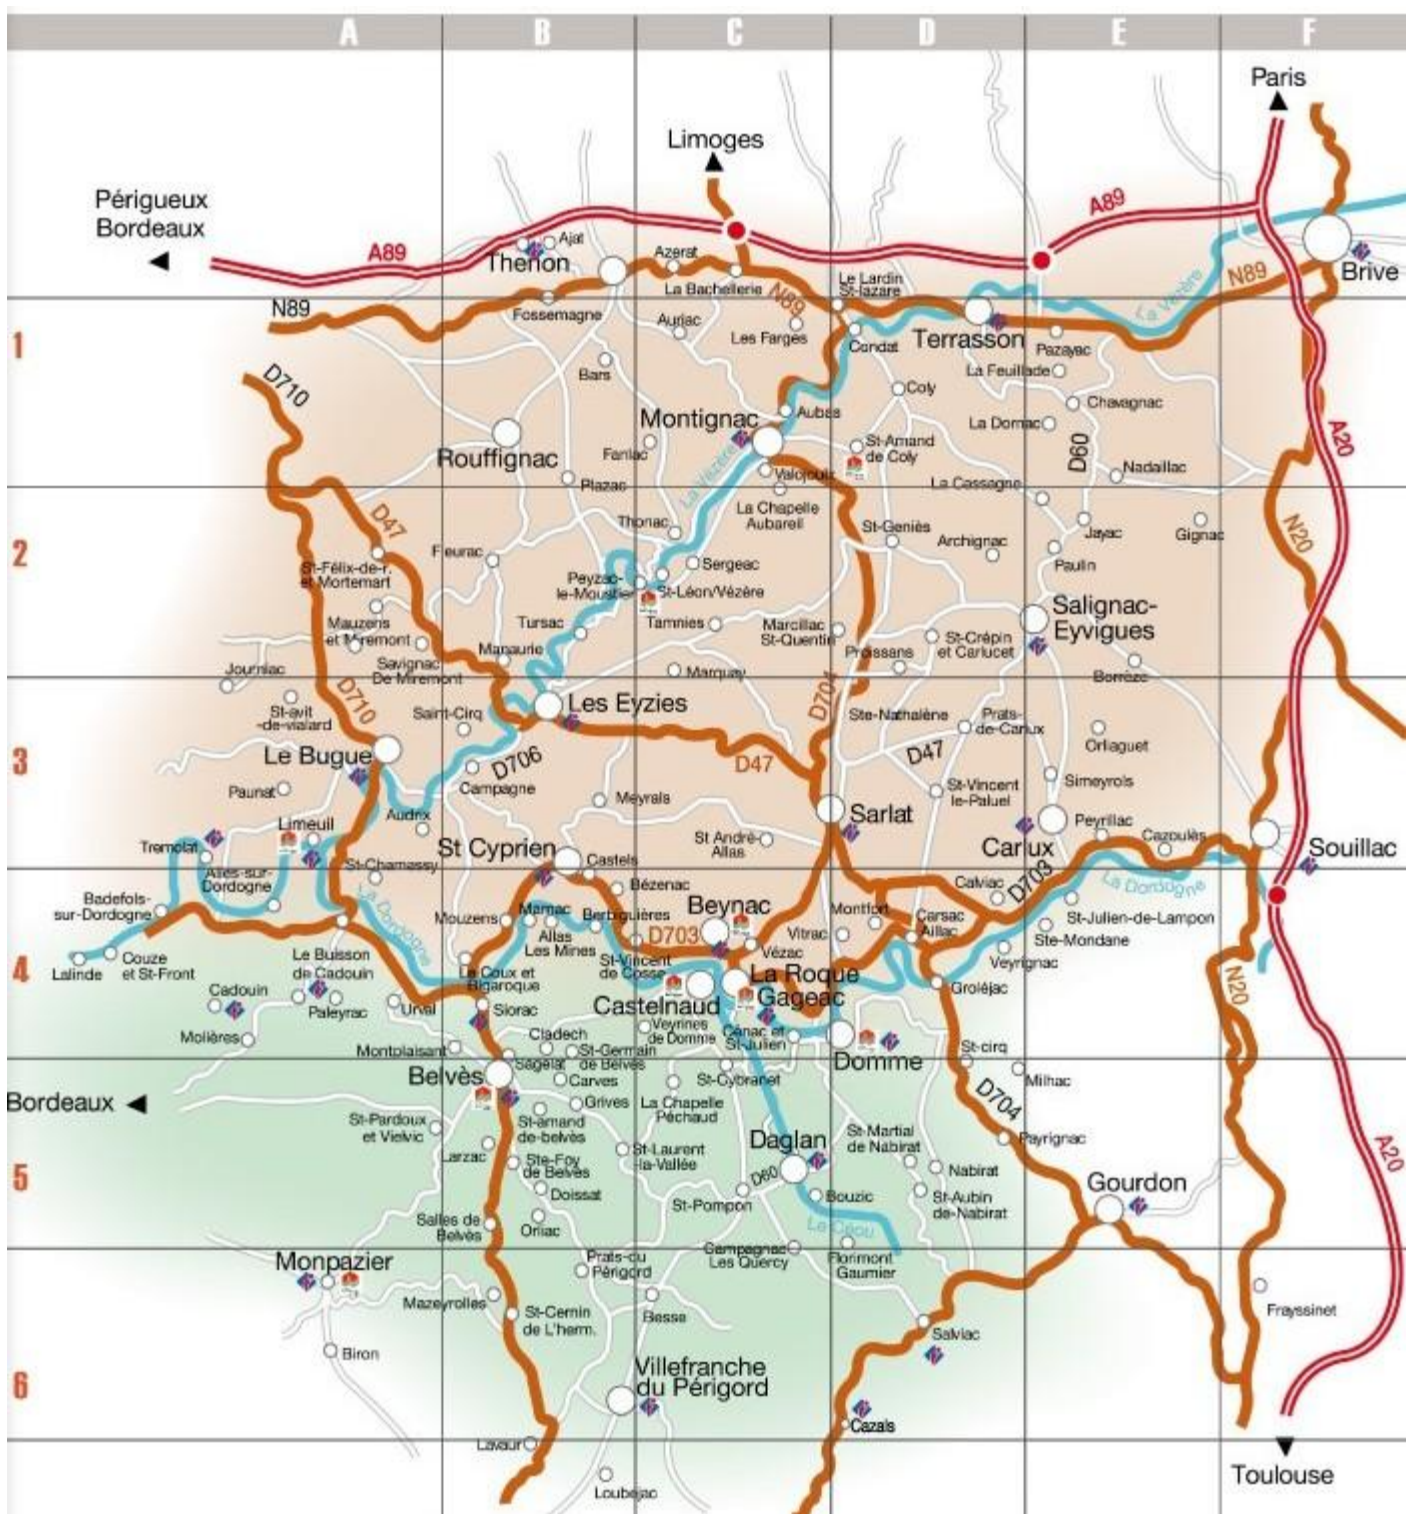 A B C D E F
Paris
Limoges
Périgueux
Bordeaux
A89
A89
Ajat
Thenon
Azerat
La Bachellerie
N89
Le Lardin
St-lazare
La Vézère
N89
Brive
N89
Fossemagne
Auriac
Les Farges
Condat
Terrasson
Pazayac
1
La Feuillade
Bars
D710
Coly
Chavagnac
Aubas
Montignac
La Dornac
A20
Rouffignac
Fanlac
St-Amand
de Coly
D60
Plazac
La Vézère
Valojoulx
La Cassagne
Nadaillac
La Chapelle
Aubareil
D47
Thonac
St-Geniès
Archignac
Jayac
Gignac
N20
2
Fleurac
St-Félix-de-r.
et Mortemart
Peyzac-
le-Moustier
Sergeac
St-Léon/Vézère
Paulin
Mauzens
et Miremont
Tursac
Tamnies
Marcillac
St-Quentin
Salignac-
Eyvigues
St-Crépin
et Carlucet
Proissans
Manaurie
Savignac
De Miremont
Journiac
Marquay
Borrèze
St-avit
-de-vialard
D710
Saint-Cirq
Les Eyzies
D704
Ste-Nathalène
Prats-
de-Carlux
Orliaguet
3
Le Bugue
D706
D47
D47
Simeyrols
Paunat
Campagne
Meyrals
St-Vincent
le-Paluel
Audrix
Limeuil
Sarlat
Peyrillac
Tremolat
St Cyprien
St André-
Allas
Carlux
Cazoulès
Souillac
St-Chamassy
Castels
Alles-sur-
Dordogne
Bézenac
Calviac
D703
La Dordogne
Badefols-
sur-Dordogne
La Dordogne
Mouzens
Marnac
Berbiguières
Beynac
Montfort
Carsac
Aillac
St-Julien-de-Lampon
Allas
Les Mines
D703
Vitrac
Ste-Mondane
Vézac
Veyrignac
4
Lalinde
Couze
et St-Front
Le Buisson
de Cadouin
Le Coux et
Bigaroque
St-Vincent
de Cosse
La Roque
Gageac
Groléjac
N20
Cadouin
Paleyrac
Urval
Siorac
Castelnaud
Molières
Cladech
Veyrines
de Domme
Cénac et
St-Julien
Montplaisant
St-Germain
de Belvès
Domme
St-cirq
Sagelat
Belvès
Carves
St-Cybranet
Milhac
Bordeaux
Grives
La Chapelle
Péchaud
D704
St-Pardoux
et Vielvic
St-amand
de-belvès
Payrignac
Larzac
St-Laurent
-la-Vallée
Daglan
St-Martial
de Nabirat
A20
5
Ste-Foy
de Belvès
D60
Nabirat
Doissat
St-Pompon
Bouzic
St-Aubin
de-Nabirat
Gourdon
Salles de
Belvès
Orliac
La Céou
Campagnac
Les Quercy
Florimont
Gaumier
Monpazier
Prats-du
Périgord
Mazeyrolles
Besse
Frayssinet
St-Cernin
de L'herm.
Salviac
Biron
6
Villefranche
du Périgord
Cazals
Lavaur
Toulouse
Loubejac